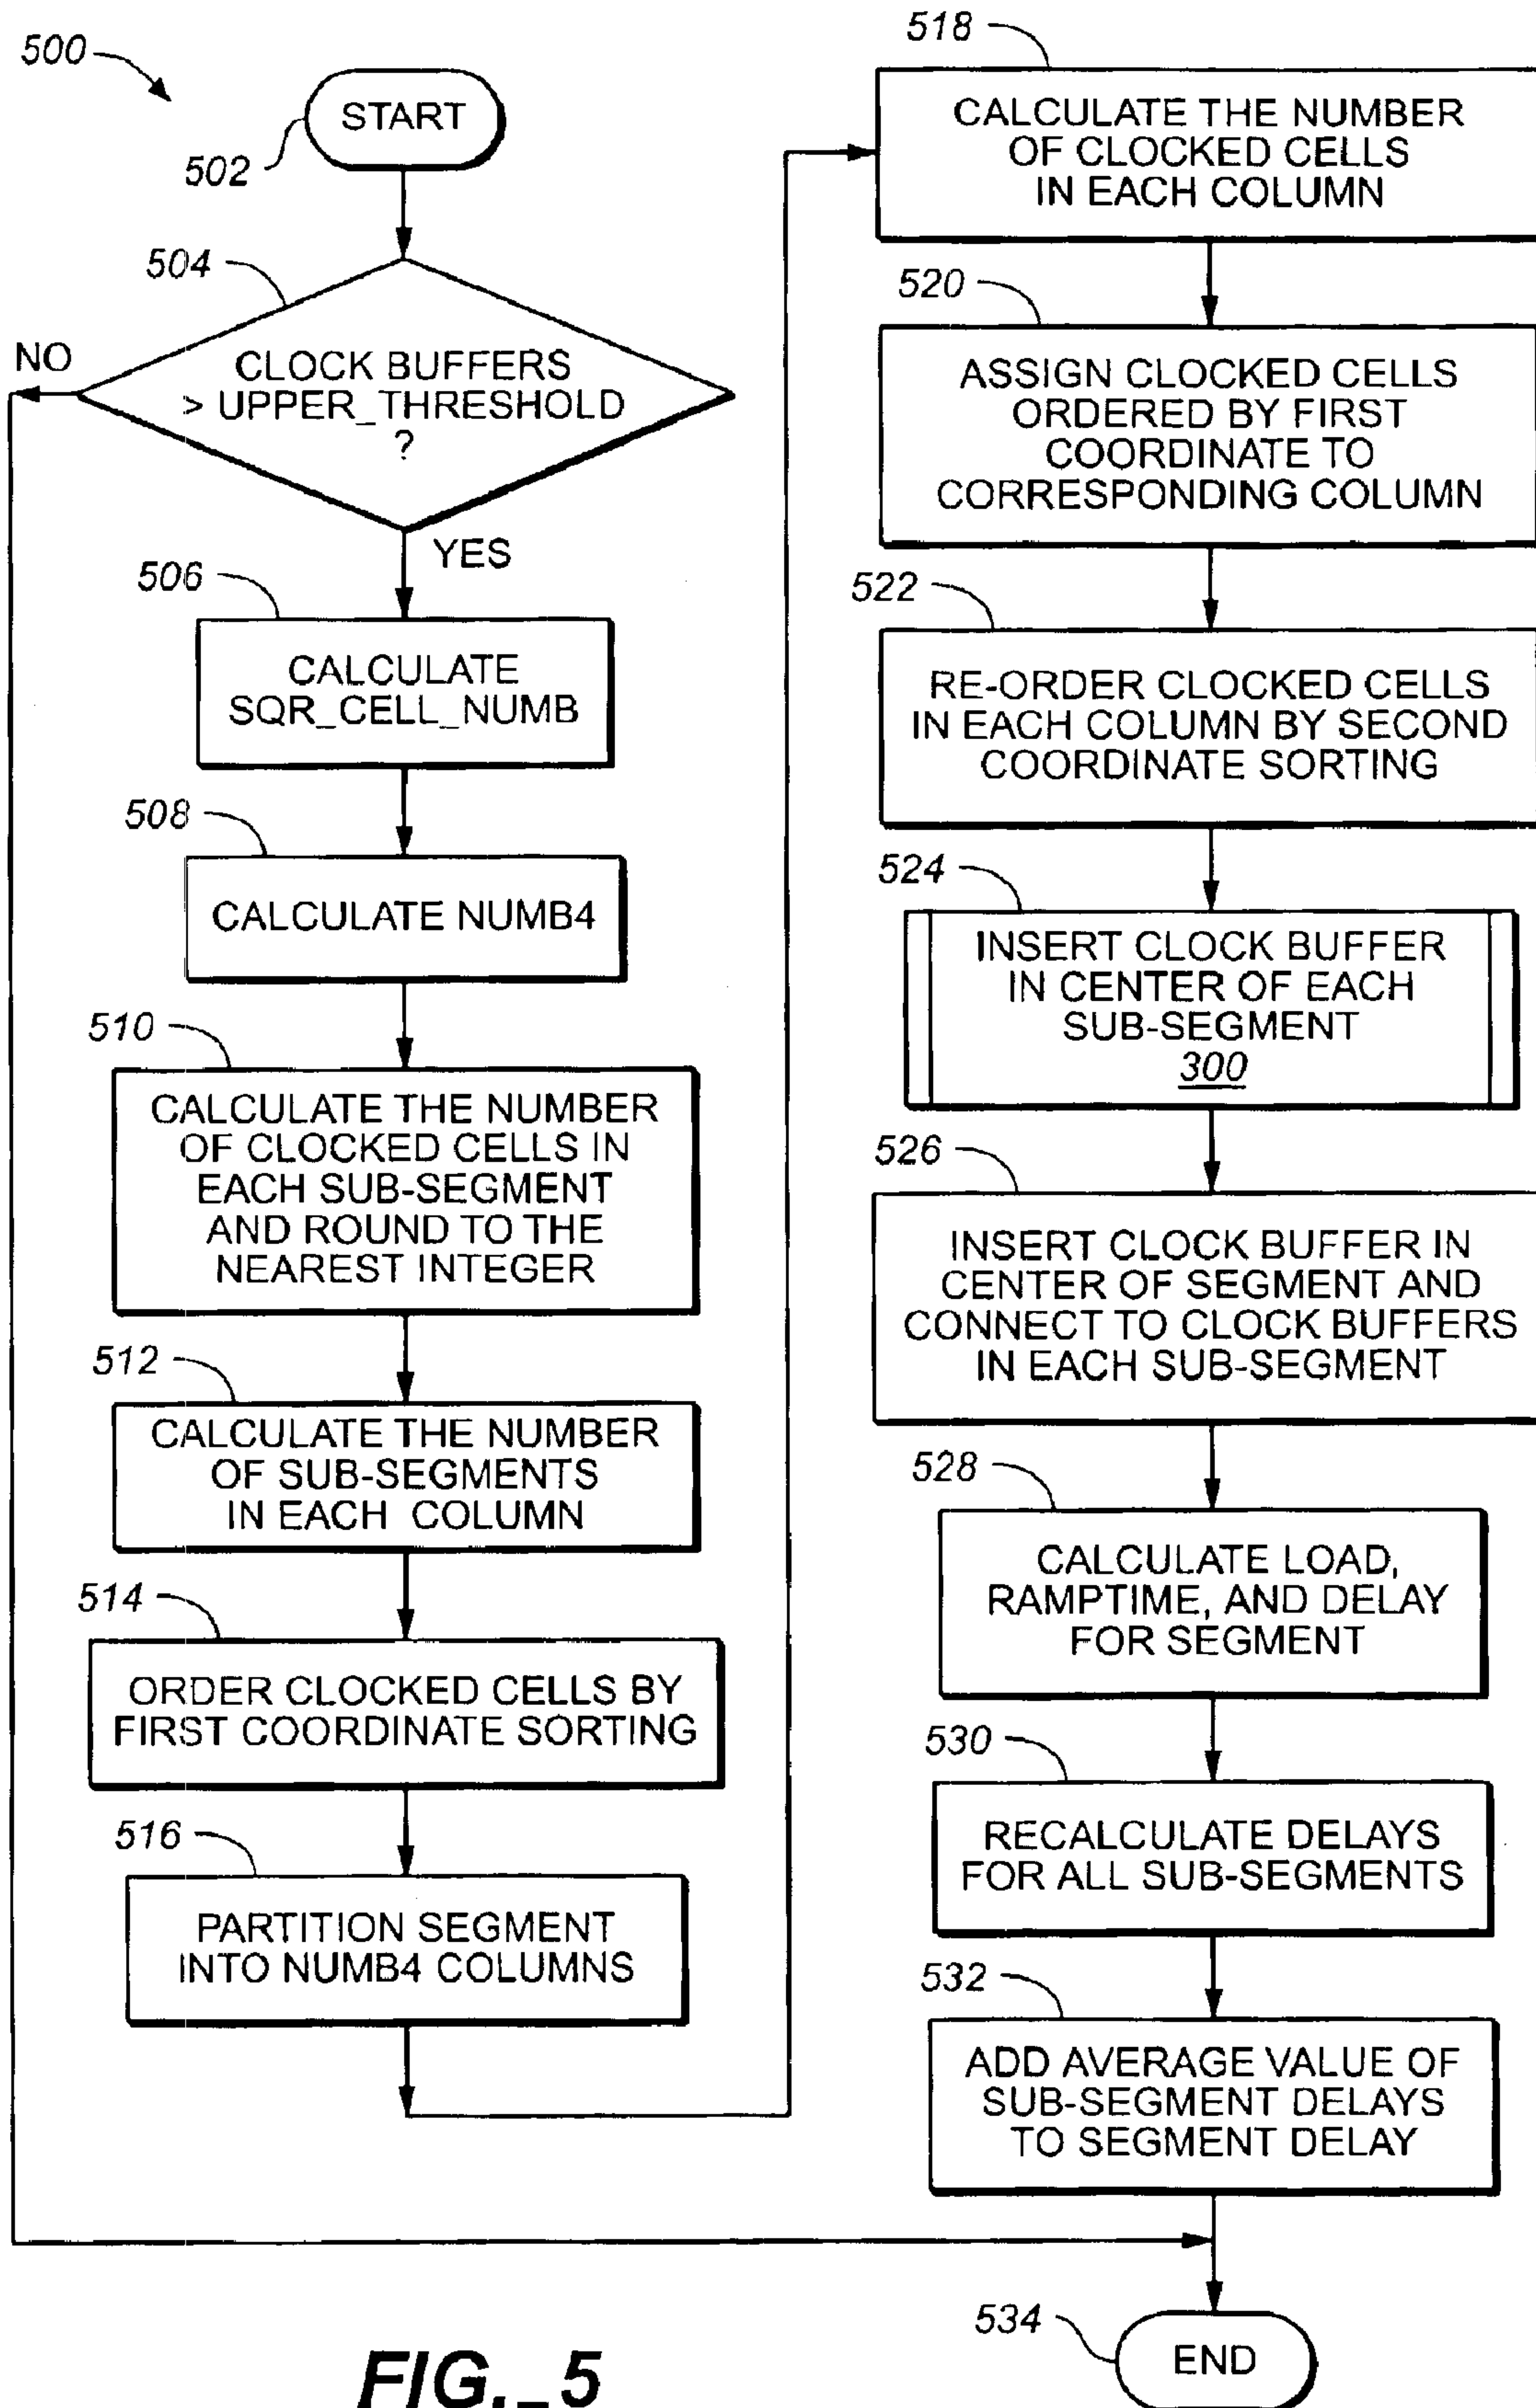 500
START
502
504
NO
CLOCK BUFFERS
> UPPER_THRESHOLD
?
YES
506
CALCULATE
SQR_CELL_NUMB
508
CALCULATE NUMB4
510
CALCULATE THE NUMBER
OF CLOCKED CELLS IN
EACH SUB-SEGMENT
AND ROUND TO THE
NEAREST INTEGER
512
CALCULATE THE NUMBER
OF SUB-SEGMENTS
IN EACH COLUMN
514
ORDER CLOCKED CELLS BY
FIRST COORDINATE SORTING
516
PARTITION SEGMENT
INTO NUMB4 COLUMNS
518
CALCULATE THE NUMBER
OF CLOCKED CELLS
IN EACH COLUMN
520
ASSIGN CLOCKED CELLS
ORDERED BY FIRST
COORDINATE TO
CORRESPONDING COLUMN
522
RE-ORDER CLOCKED CELLS
IN EACH COLUMN BY SECOND
COORDINATE SORTING
524
INSERT CLOCK BUFFER
IN CENTER OF EACH
SUB-SEGMENT
300
526
INSERT CLOCK BUFFER IN
CENTER OF SEGMENT AND
CONNECT TO CLOCK BUFFERS
IN EACH SUB-SEGMENT
528
CALCULATE LOAD,
RAMPTIME, AND DELAY
FOR SEGMENT
530
RECALCULATE DELAYS
FOR ALL SUB-SEGMENTS
532
ADD AVERAGE VALUE OF
SUB-SEGMENT DELAYS
TO SEGMENT DELAY
534
END
FIG._5